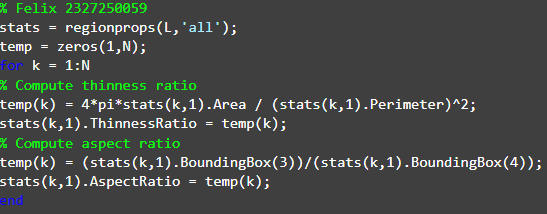 % Felix 2327250059
stats = regionprops(L,'all');
temp = zeros(1,N);
for k = 1:N
% Compute thinness ratio
temp(k) = 4*pi*stats(k,1).Area / (stats(k,1).Perimeter)^2;
stats(k,1).ThinnessRatio = temp(k);
% Compute aspect ratio
temp(k) = (stats(k,1).BoundingBox(3))/(stats(k,1).BoundingBox(4));
stats(k,1).AspectRatio = temp(k);
end